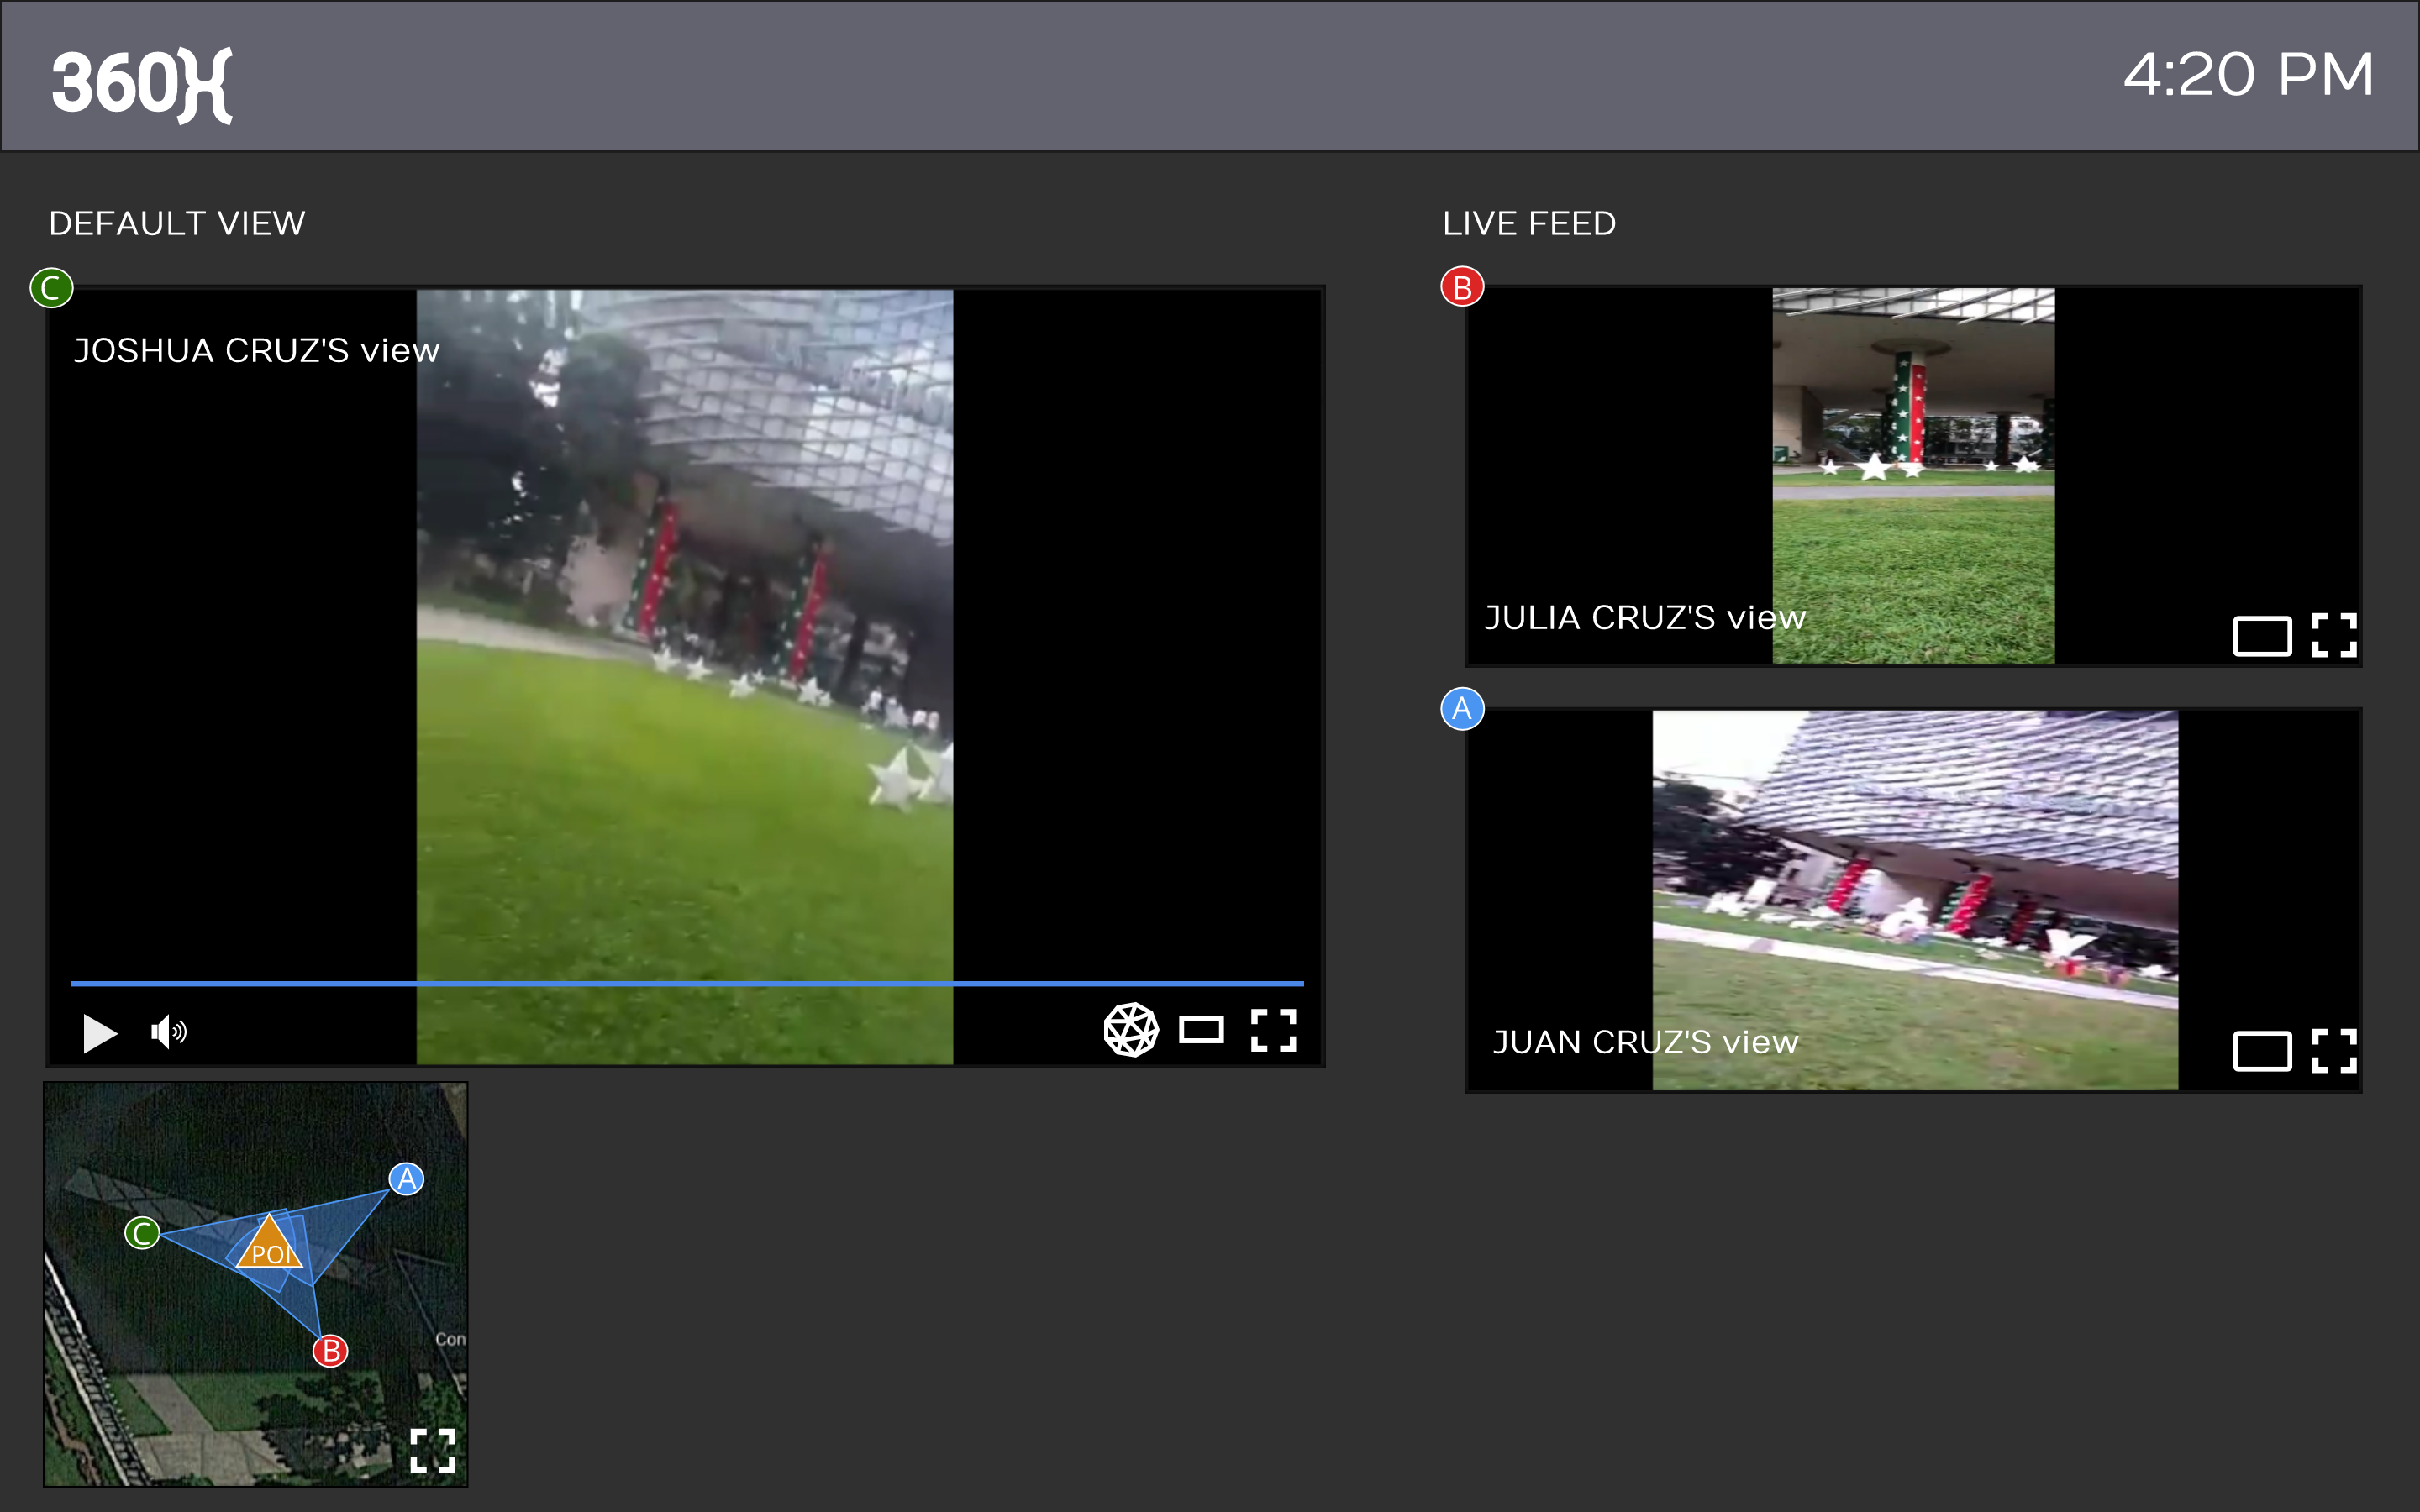 360X
4:20 PM
DEFAULT VIEW
LIVE FEED
C
JOSHUA CRUZ'S view
B
JULIA CRUZ'S view
A
JUAN CRUZ'S view
A
C
POI
B
Con